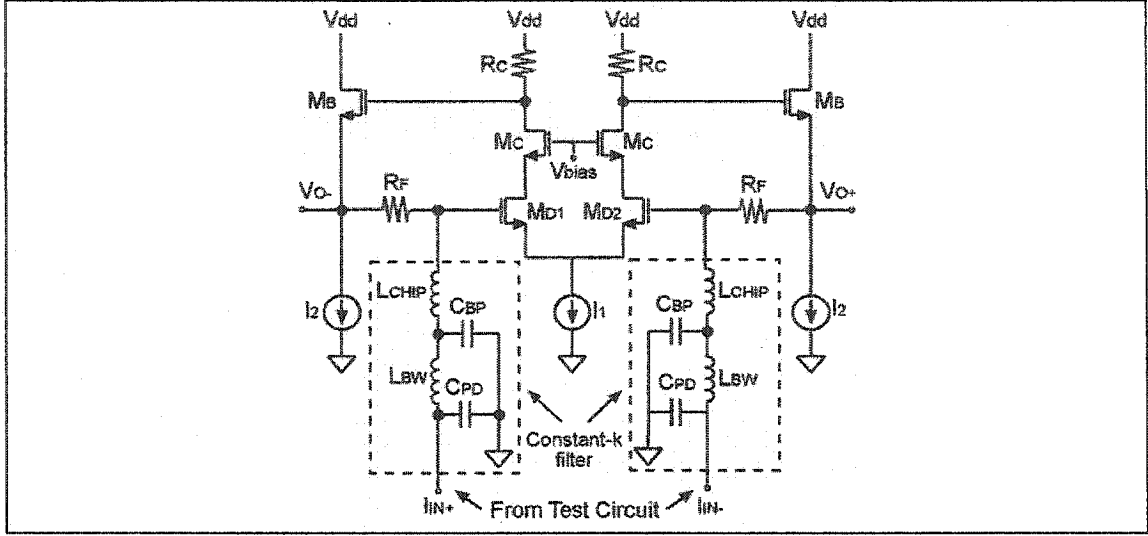 Vdd Vdd Vdd Vdd
RC RC
MB MB
MC MC
Vbias
VO- RF MD1 MD2 RF VO+
LCHIP LCHIP
I2 CBP I1 CBP I2
LBW CPD CPD LBW
Constant-k
filter
IIN+ From Test Circuit IIN-